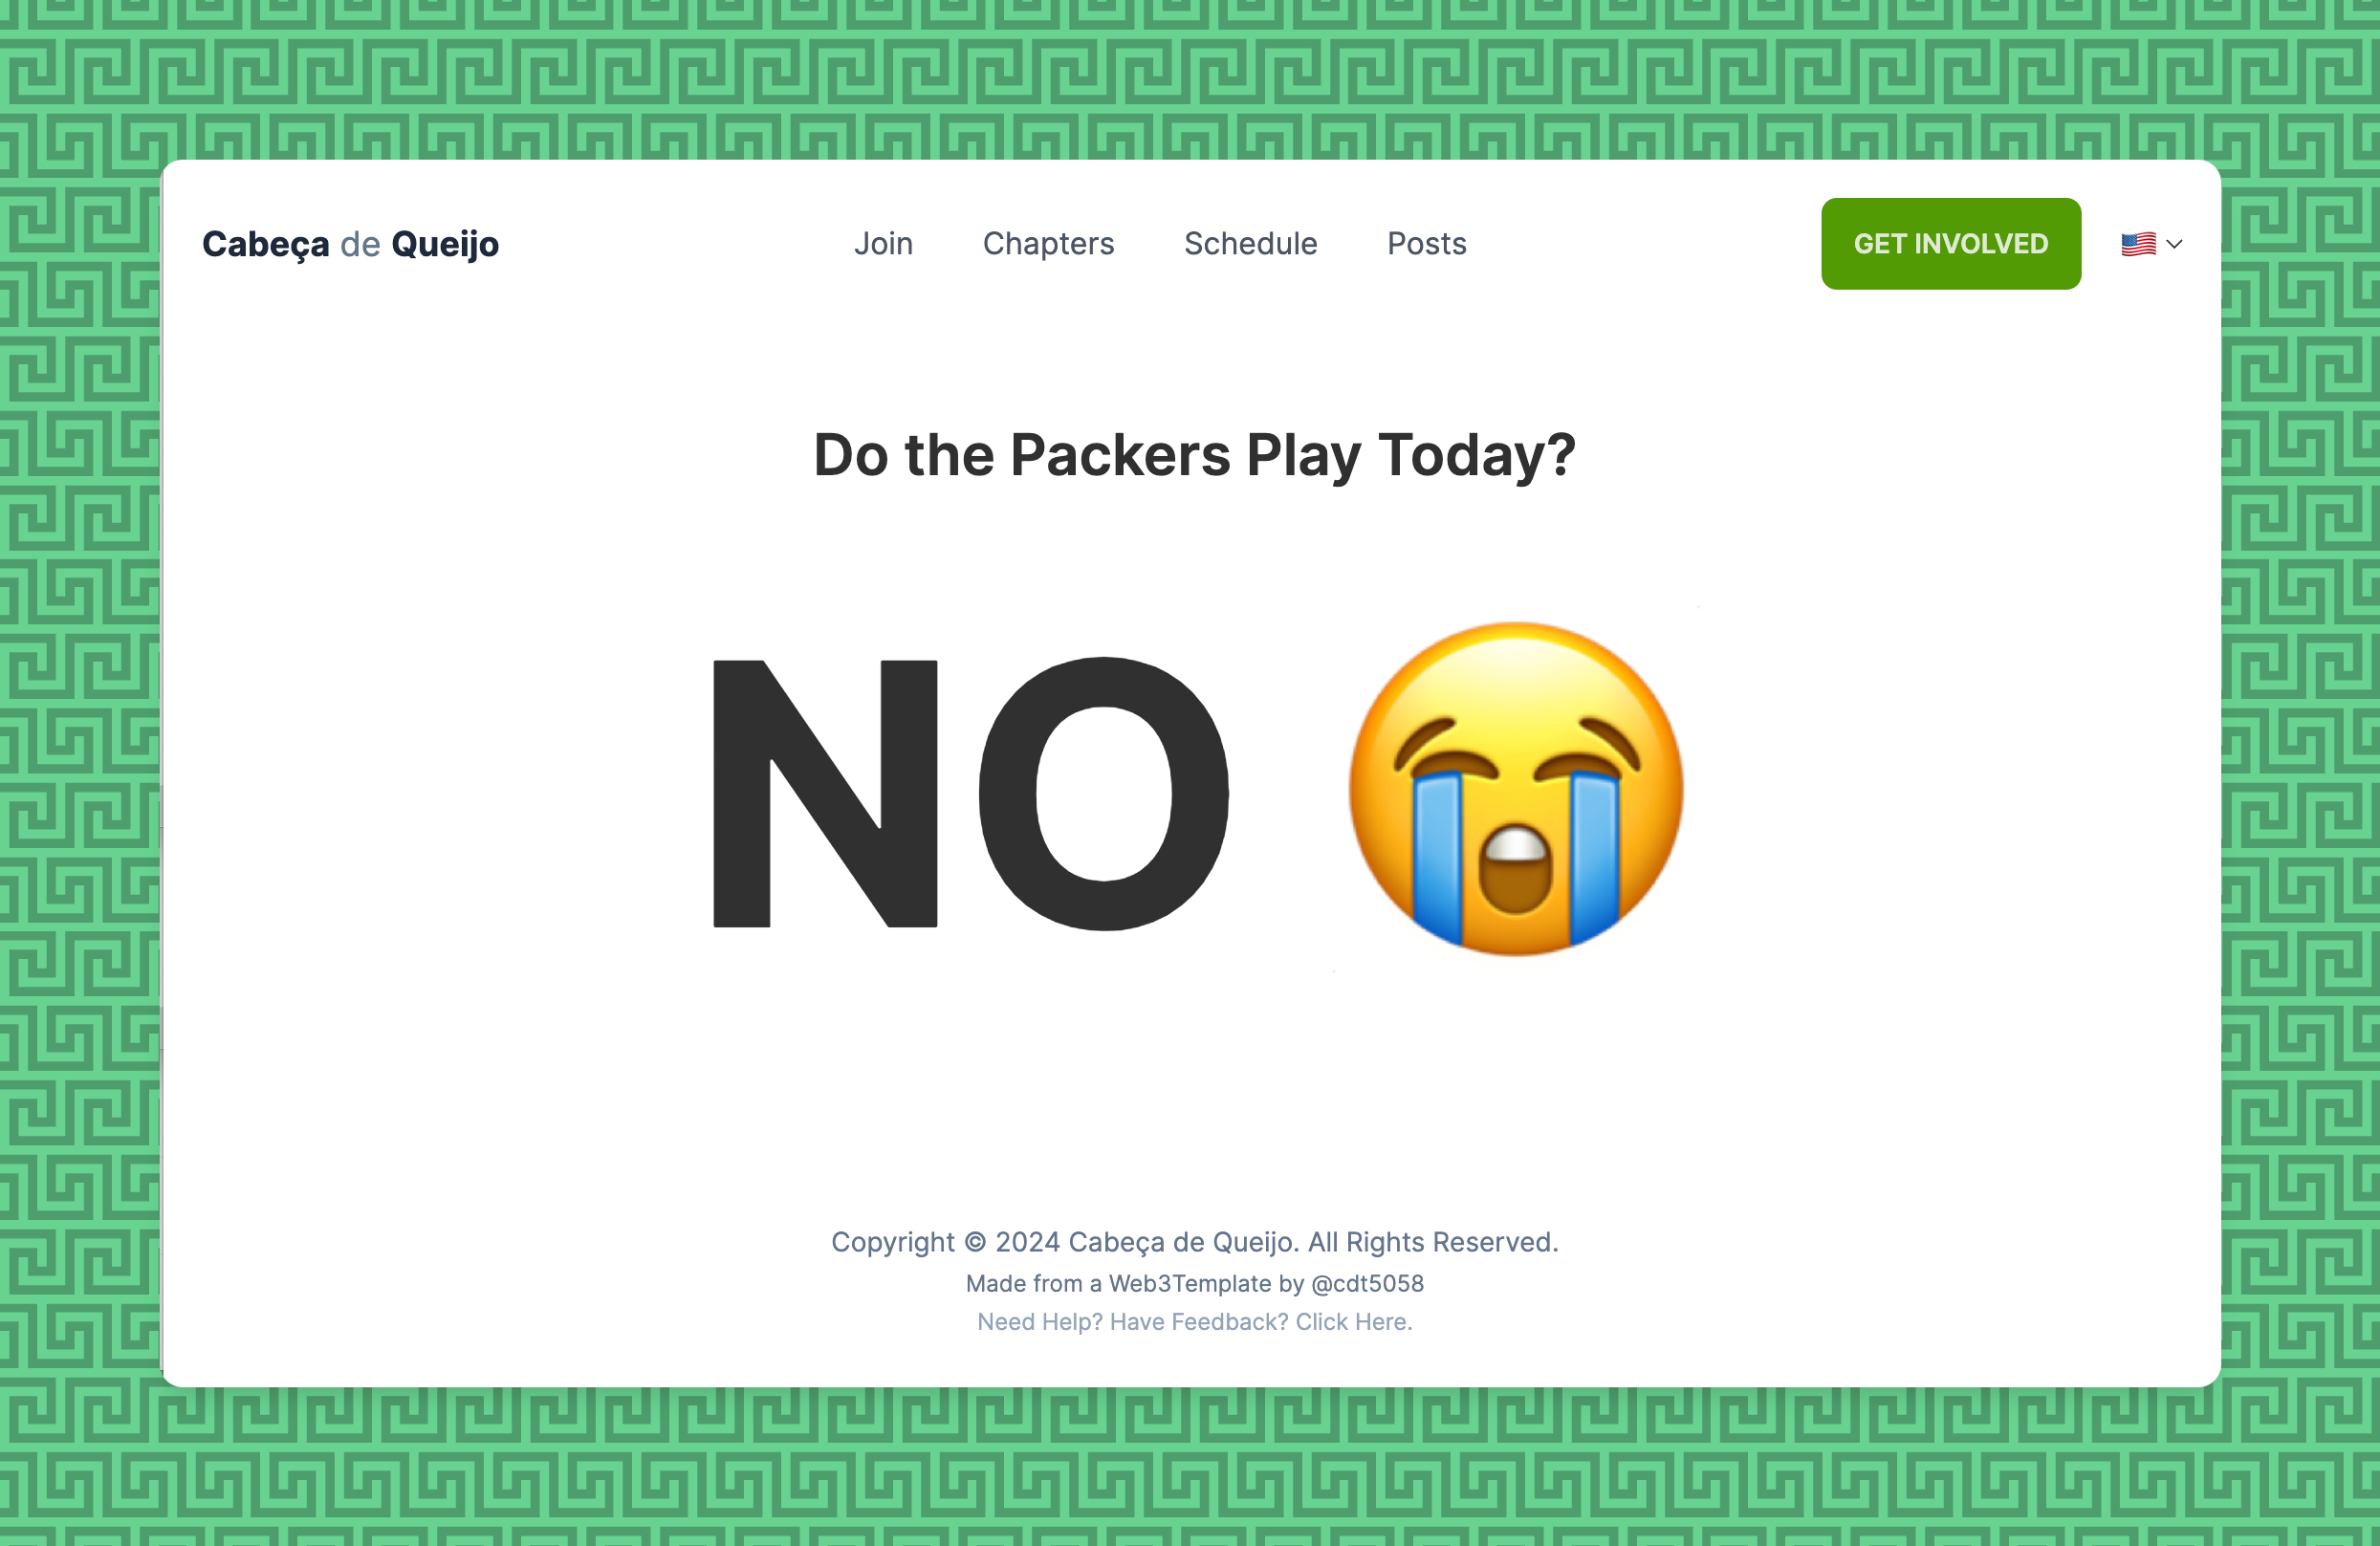 Cabeça de Queijo
Join
Chapters
Schedule
Posts
GET INVOLVED
Do the Packers Play Today?
NO
Copyright © 2024 Cabeça de Queijo. All Rights Reserved.
Made from a Web3Template by @cdt5058
Need Help? Have Feedback? Click Here.